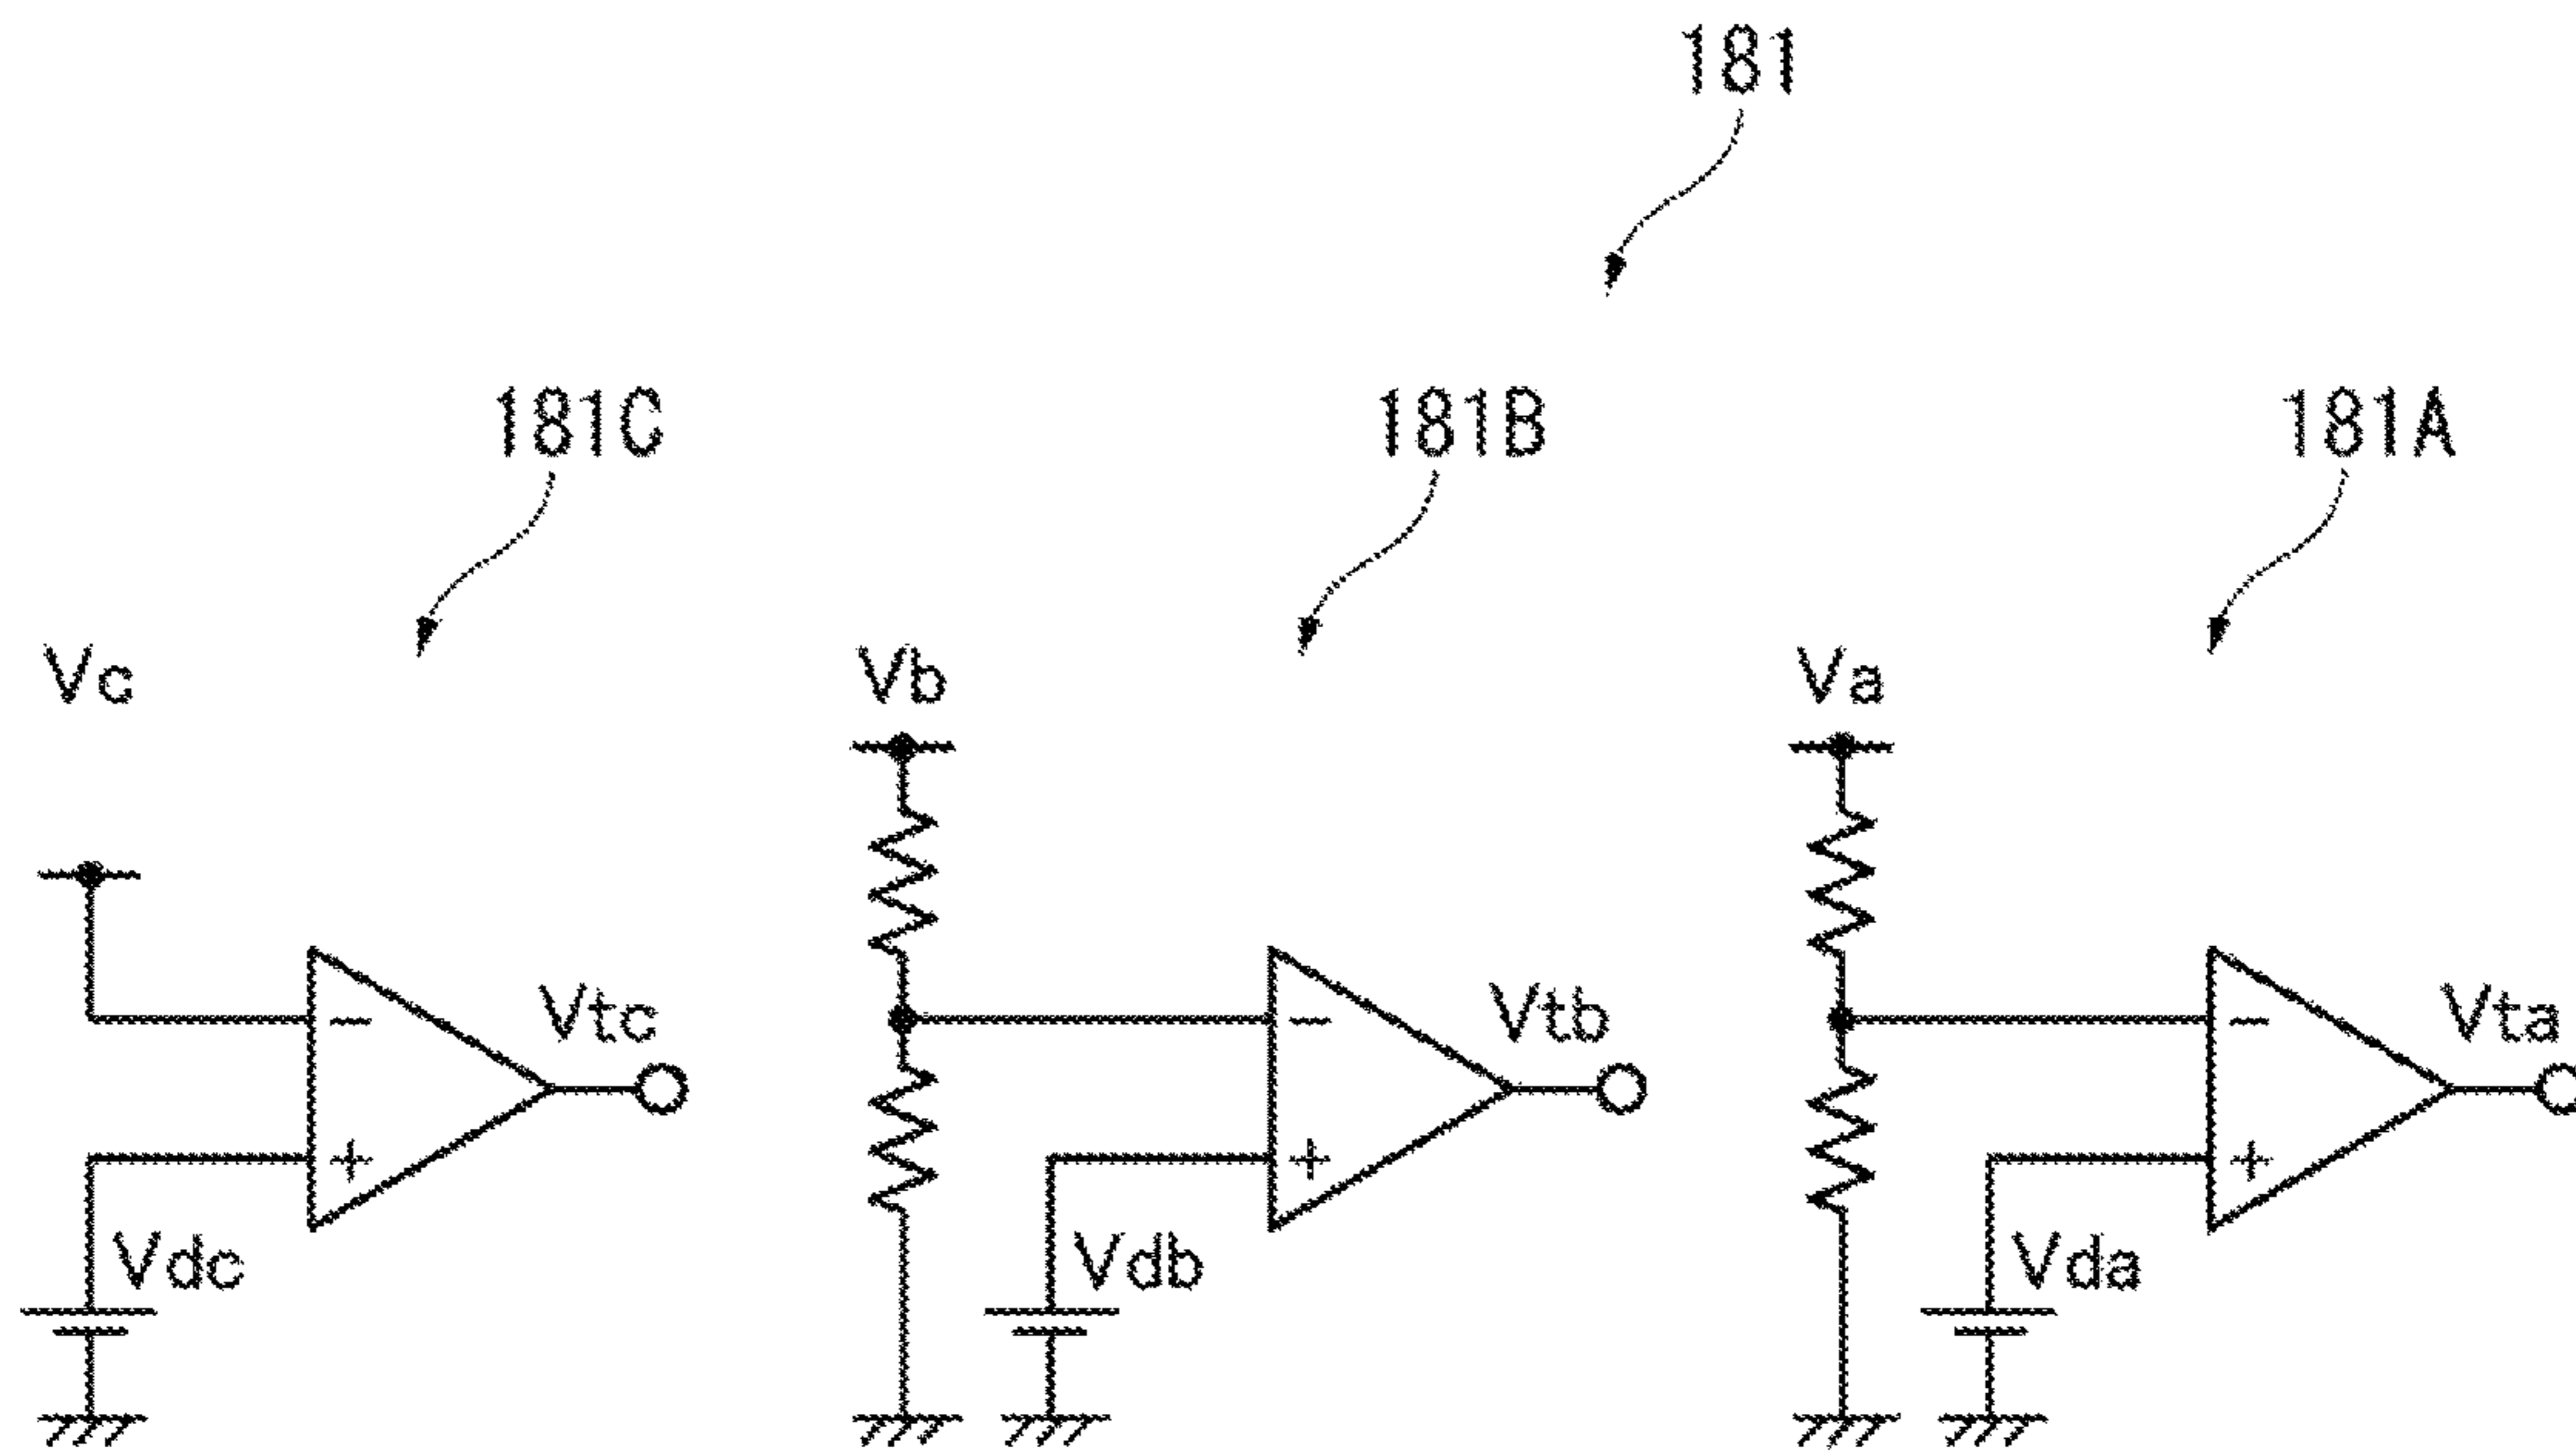 181
181C 181B 181A
Vc Vb Va
− − −
Vtc Vtb Vta
+ + +
Vdc Vdb Vda